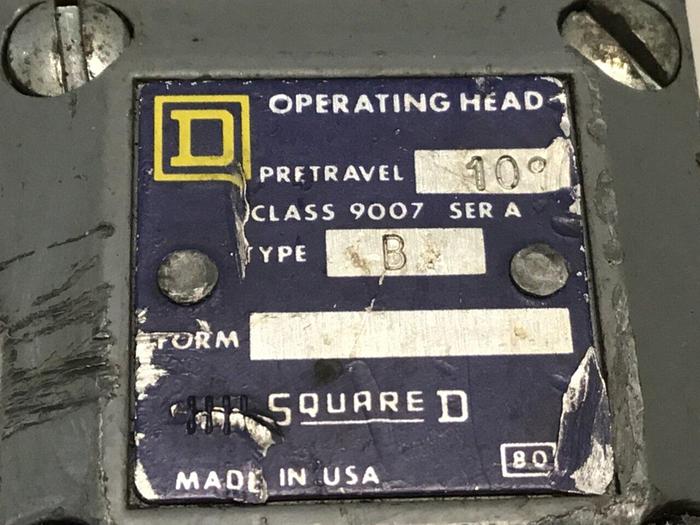 D
OPERATING HEAD
PRETRAVEL 10°
CLASS 9007 SER A
TYPE B
FORM
SQUARE D
80
MADE IN USA